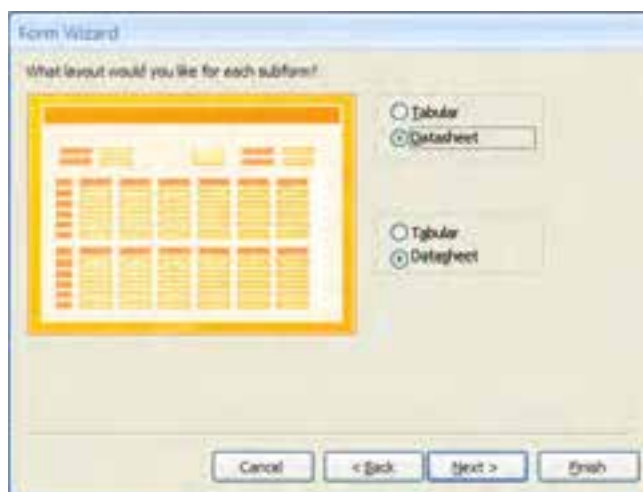 Form Wizard
What layout would you like for each subform?
Tabular
Datasheet
Tabular
Datasheet
Cancel
< Back
Next >
Finish